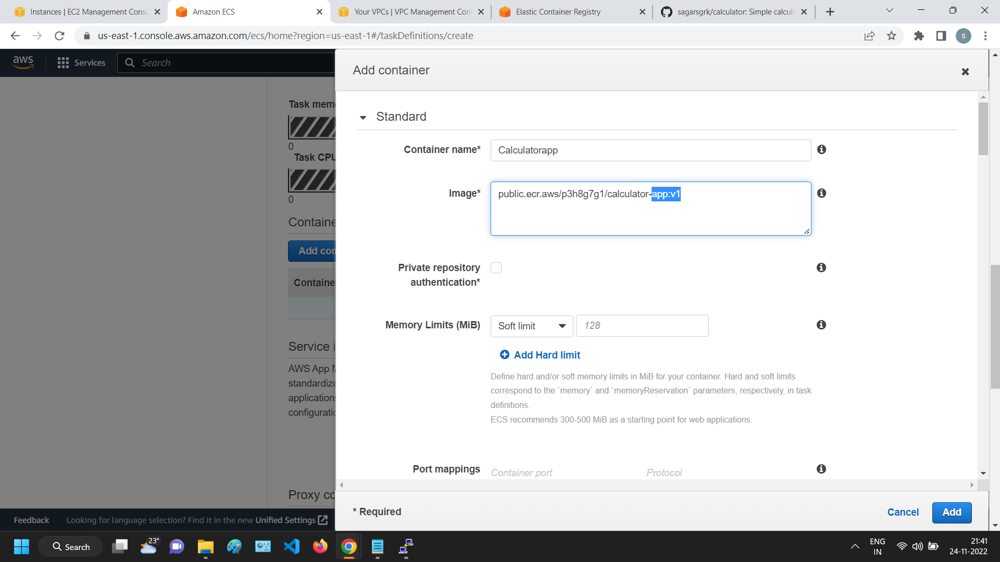 Instances | EC2 Management Consc
Amazon ECS
Your VPCs | VPC Management Con
Elastic Container Registry
sagarsgrk/calculator: Simple calcula
us-east-1.console.aws.amazon.com/ecs/home?region=us-east-1#/taskDefinitions/create
S
aws
Services
Search
Add container
Task mem
0
Task CPU
0
Containe
Add con
Containe
Service i
AWS App M
standardize
application
configuratio
Proxy co
Standard
Container name*
Calculatorapp
Image*
public.ecr.aws/p3h8g7g1/calculator-app:v1
Private repository
authentication*
Memory Limits (MiB)
Soft limit
128
Add Hard limit
Define hard and/or soft memory limits in MiB for your container. Hard and soft limits
correspond to the `memory` and `memoryReservation` parameters, respectively, in task
definitions.
ECS recommends 300-500 MiB as a starting point for web applications.
Port mappings
Container port
Protocol
* Required
Cancel
Add
Feedback
Looking for language selection? Find it in the new Unified Settings
Search
23°
ENG
IN
21:41
24-11-2022